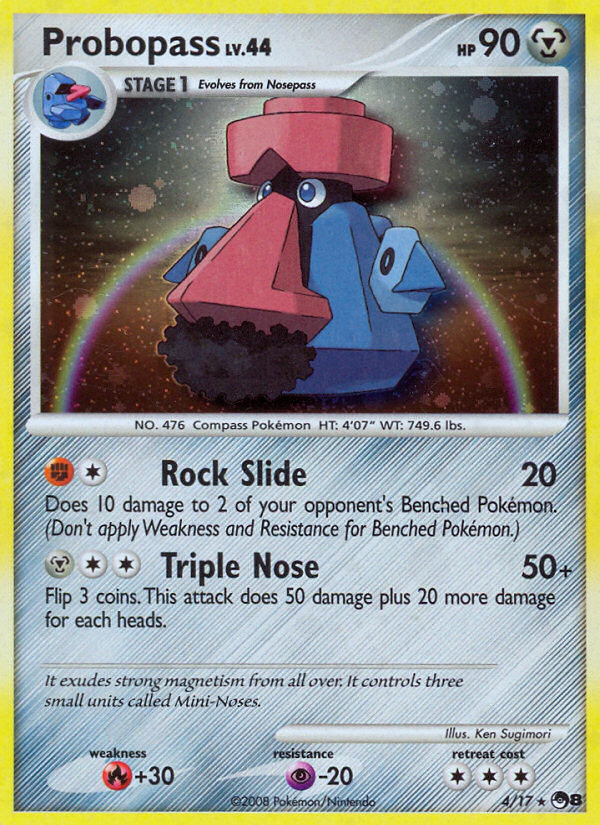 Probopass LV.44 HP 90
STAGE 1 Evolves from Nosepass
NO. 476 Compass Pokémon HT: 4'07" WT: 749.6 lbs.
Rock Slide 20
Does 10 damage to 2 of your opponent's Benched Pokémon.
(Don't apply Weakness and Resistance for Benched Pokémon.)
Triple Nose 50+
Flip 3 coins. This attack does 50 damage plus 20 more damage
for each heads.
It exudes strong magnetism from all over. It controls three
small units called Mini-Noses.
Illus. Ken Sugimori
weakness resistance retreat cost
+30 -20
©2008 Pokémon/Nintendo 4/17 ★ 8